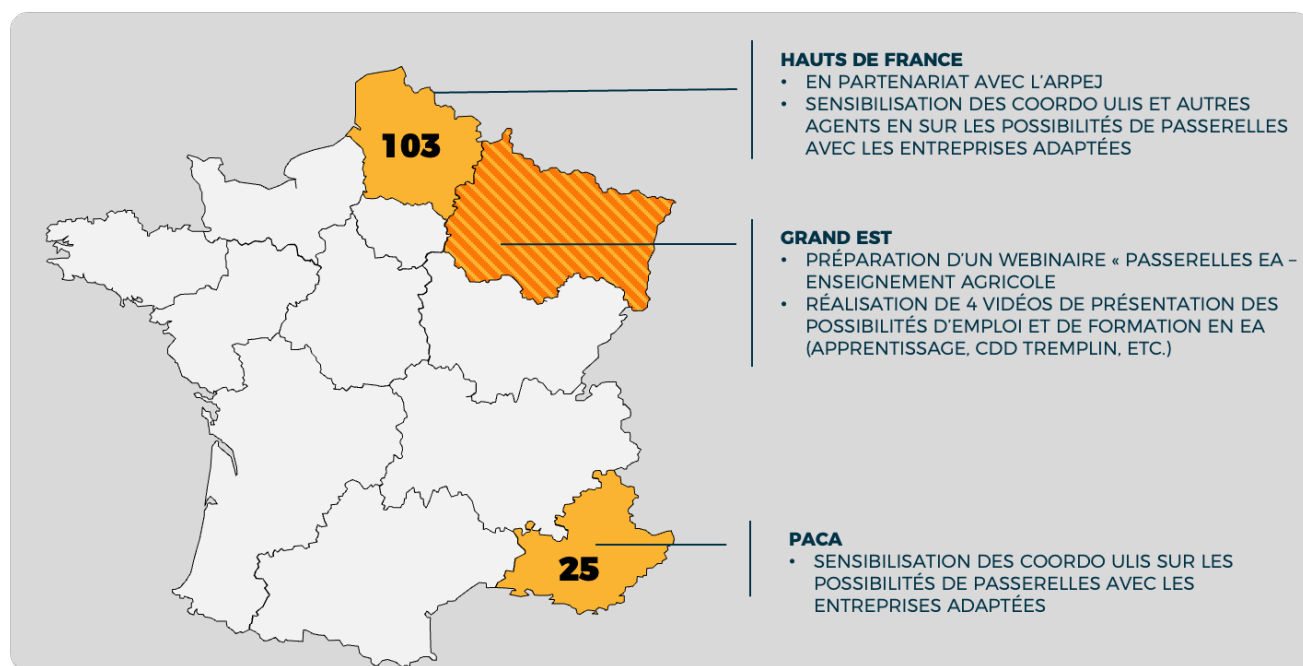 HAUTS DE FRANCE
• EN PARTENARIAT AVEC L'ARPEJ
• SENSIBILISATION DES COORDO ULIS ET AUTRES
AGENTS EN SUR LES POSSIBILITÉS DE PASSERELLES
AVEC LES ENTREPRISES ADAPTÉES
103
GRAND EST
• PRÉPARATION D'UN WEBINAIRE « PASSERELLES EA –
ENSEIGNEMENT AGRICOLE
• RÉALISATION DE 4 VIDÉOS DE PRÉSENTATION DES
POSSIBILITÉS D'EMPLOI ET DE FORMATION EN EA
(APPRENTISSAGE, CDD TREMPLIN, ETC.)
PACA
• SENSIBILISATION DES COORDO ULIS SUR LES
POSSIBILITÉS DE PASSERELLES AVEC LES
ENTREPRISES ADAPTÉES
25